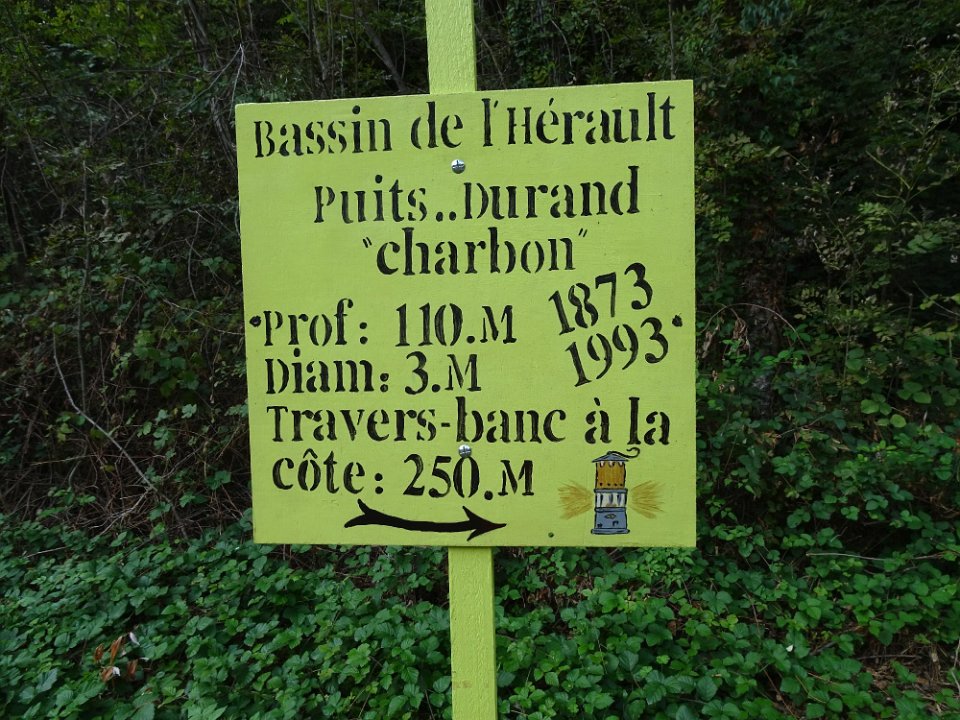 Bassin de l'Hérault
Puits..Durand
"charbon"
Prof: 110.M 1873
Diam: 3.M 1993
Travers-banc à la
côte: 250.M